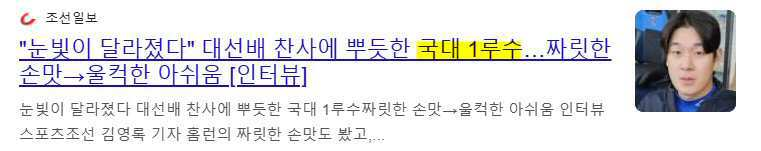 조선일보
"눈빛이 달라졌다" 대선배 찬사에 뿌듯한 국대 1루수…짜릿한
손맛→울컥한 아쉬움 [인터뷰]
눈빛이 달라졌다 대선배 찬사에 뿌듯한 국대 1루수짜릿한 손맛→울컥한 아쉬움 인터뷰
스포츠조선 김영록 기자 홈런의 짜릿한 손맛도 봤고,...